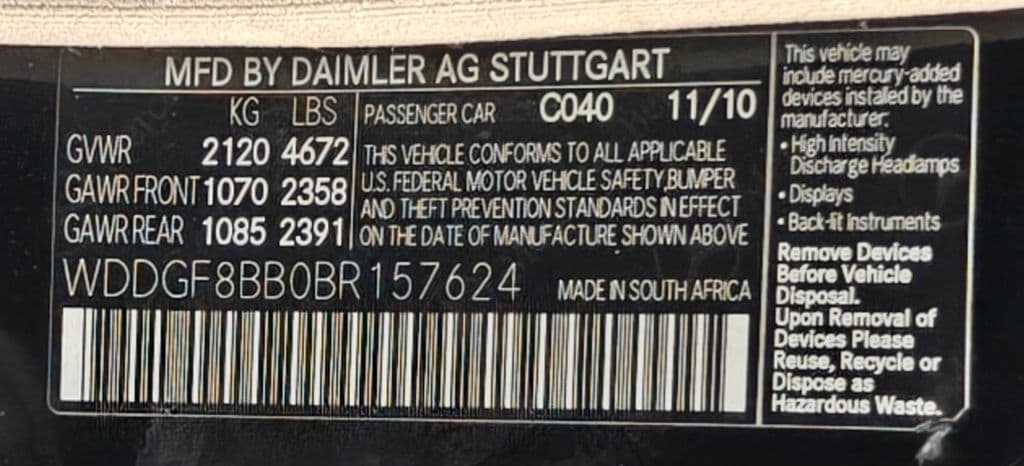 MFD BY DAIMLER AG STUTTGART
KG LBS
GVWR 2120 4672
GAWR FRONT 1070 2358
GAWR REAR 1085 2391
PASSENGER CAR C040 11/10
THIS VEHICLE CONFORMS TO ALL APPLICABLE
U.S. FEDERAL MOTOR VEHICLE SAFETY,BUMPER
AND THEFT PREVENTION STANDARDS IN EFFECT
ON THE DATE OF MANUFACTURE SHOWN ABOVE
WDDGF8BB0BR157624 MADE IN SOUTH AFRICA
This vehicle may
include mercury-added
devices installed by the
manufacturer:
• High Intensity
Discharge Headamps
• Displays
• Back-lit Instruments
Remove Devices
Before Vehicle
Disposal.
Upon Removal of
Devices Please
Reuse, Recycle or
Dispose as
Hazardous Waste.